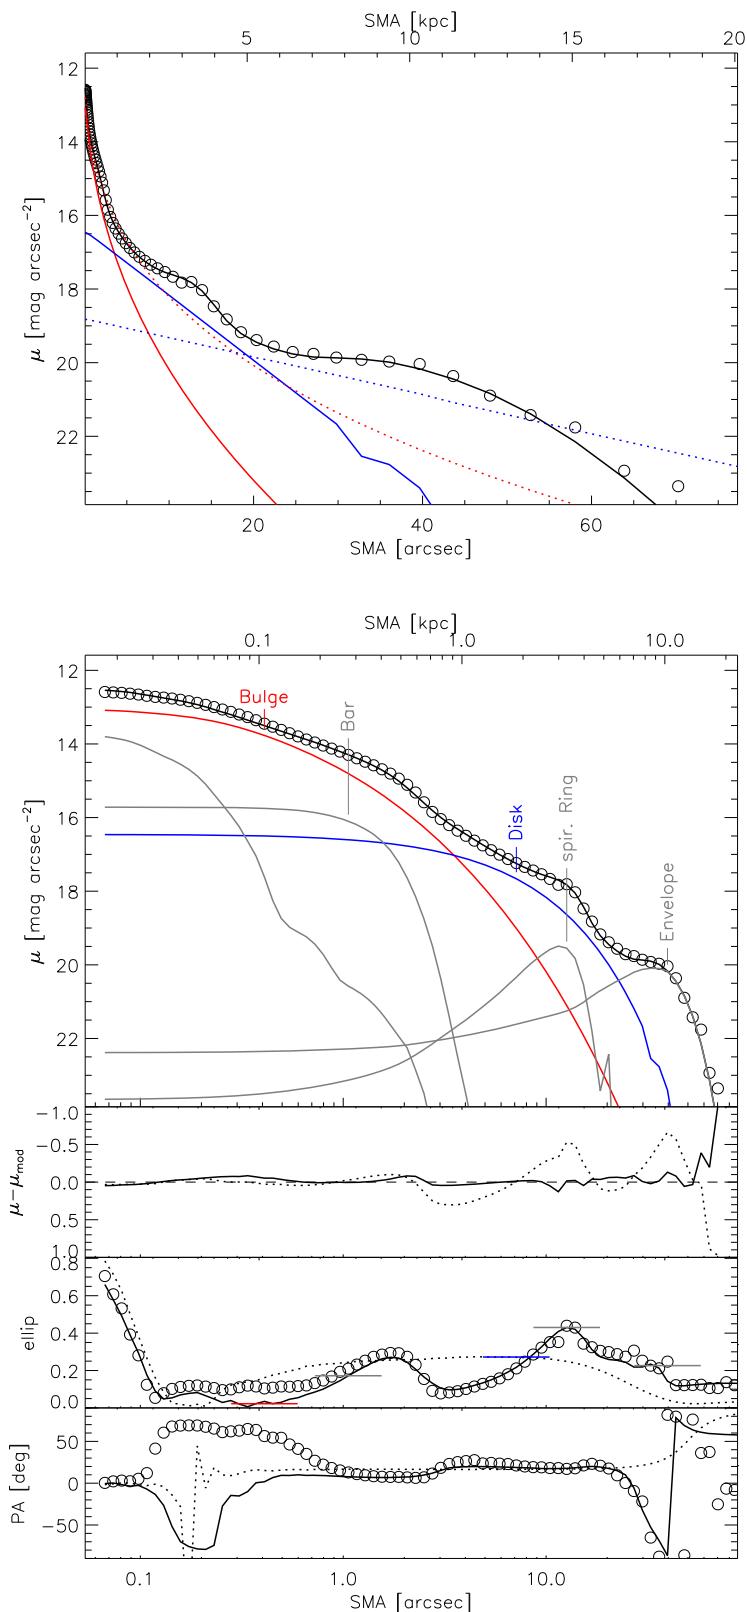 SMA [kpc]
5 10 15 20
12
14
16
18
20
22
μ [mag arcsec⁻²]
20 40 60
SMA [arcsec]
SMA [kpc]
0.1 1.0 10.0
12
14
16
18
20
22
μ [mag arcsec⁻²]
Bulge
Bar
Disk
spir. Ring
Envelope
−1.0
−0.5
0.0
0.5
1.0
μ−μmod
0.8
0.6
0.4
0.2
0.0
ellip
50
0
−50
PA [deg]
0.1 1.0 10.0
SMA [arcsec]